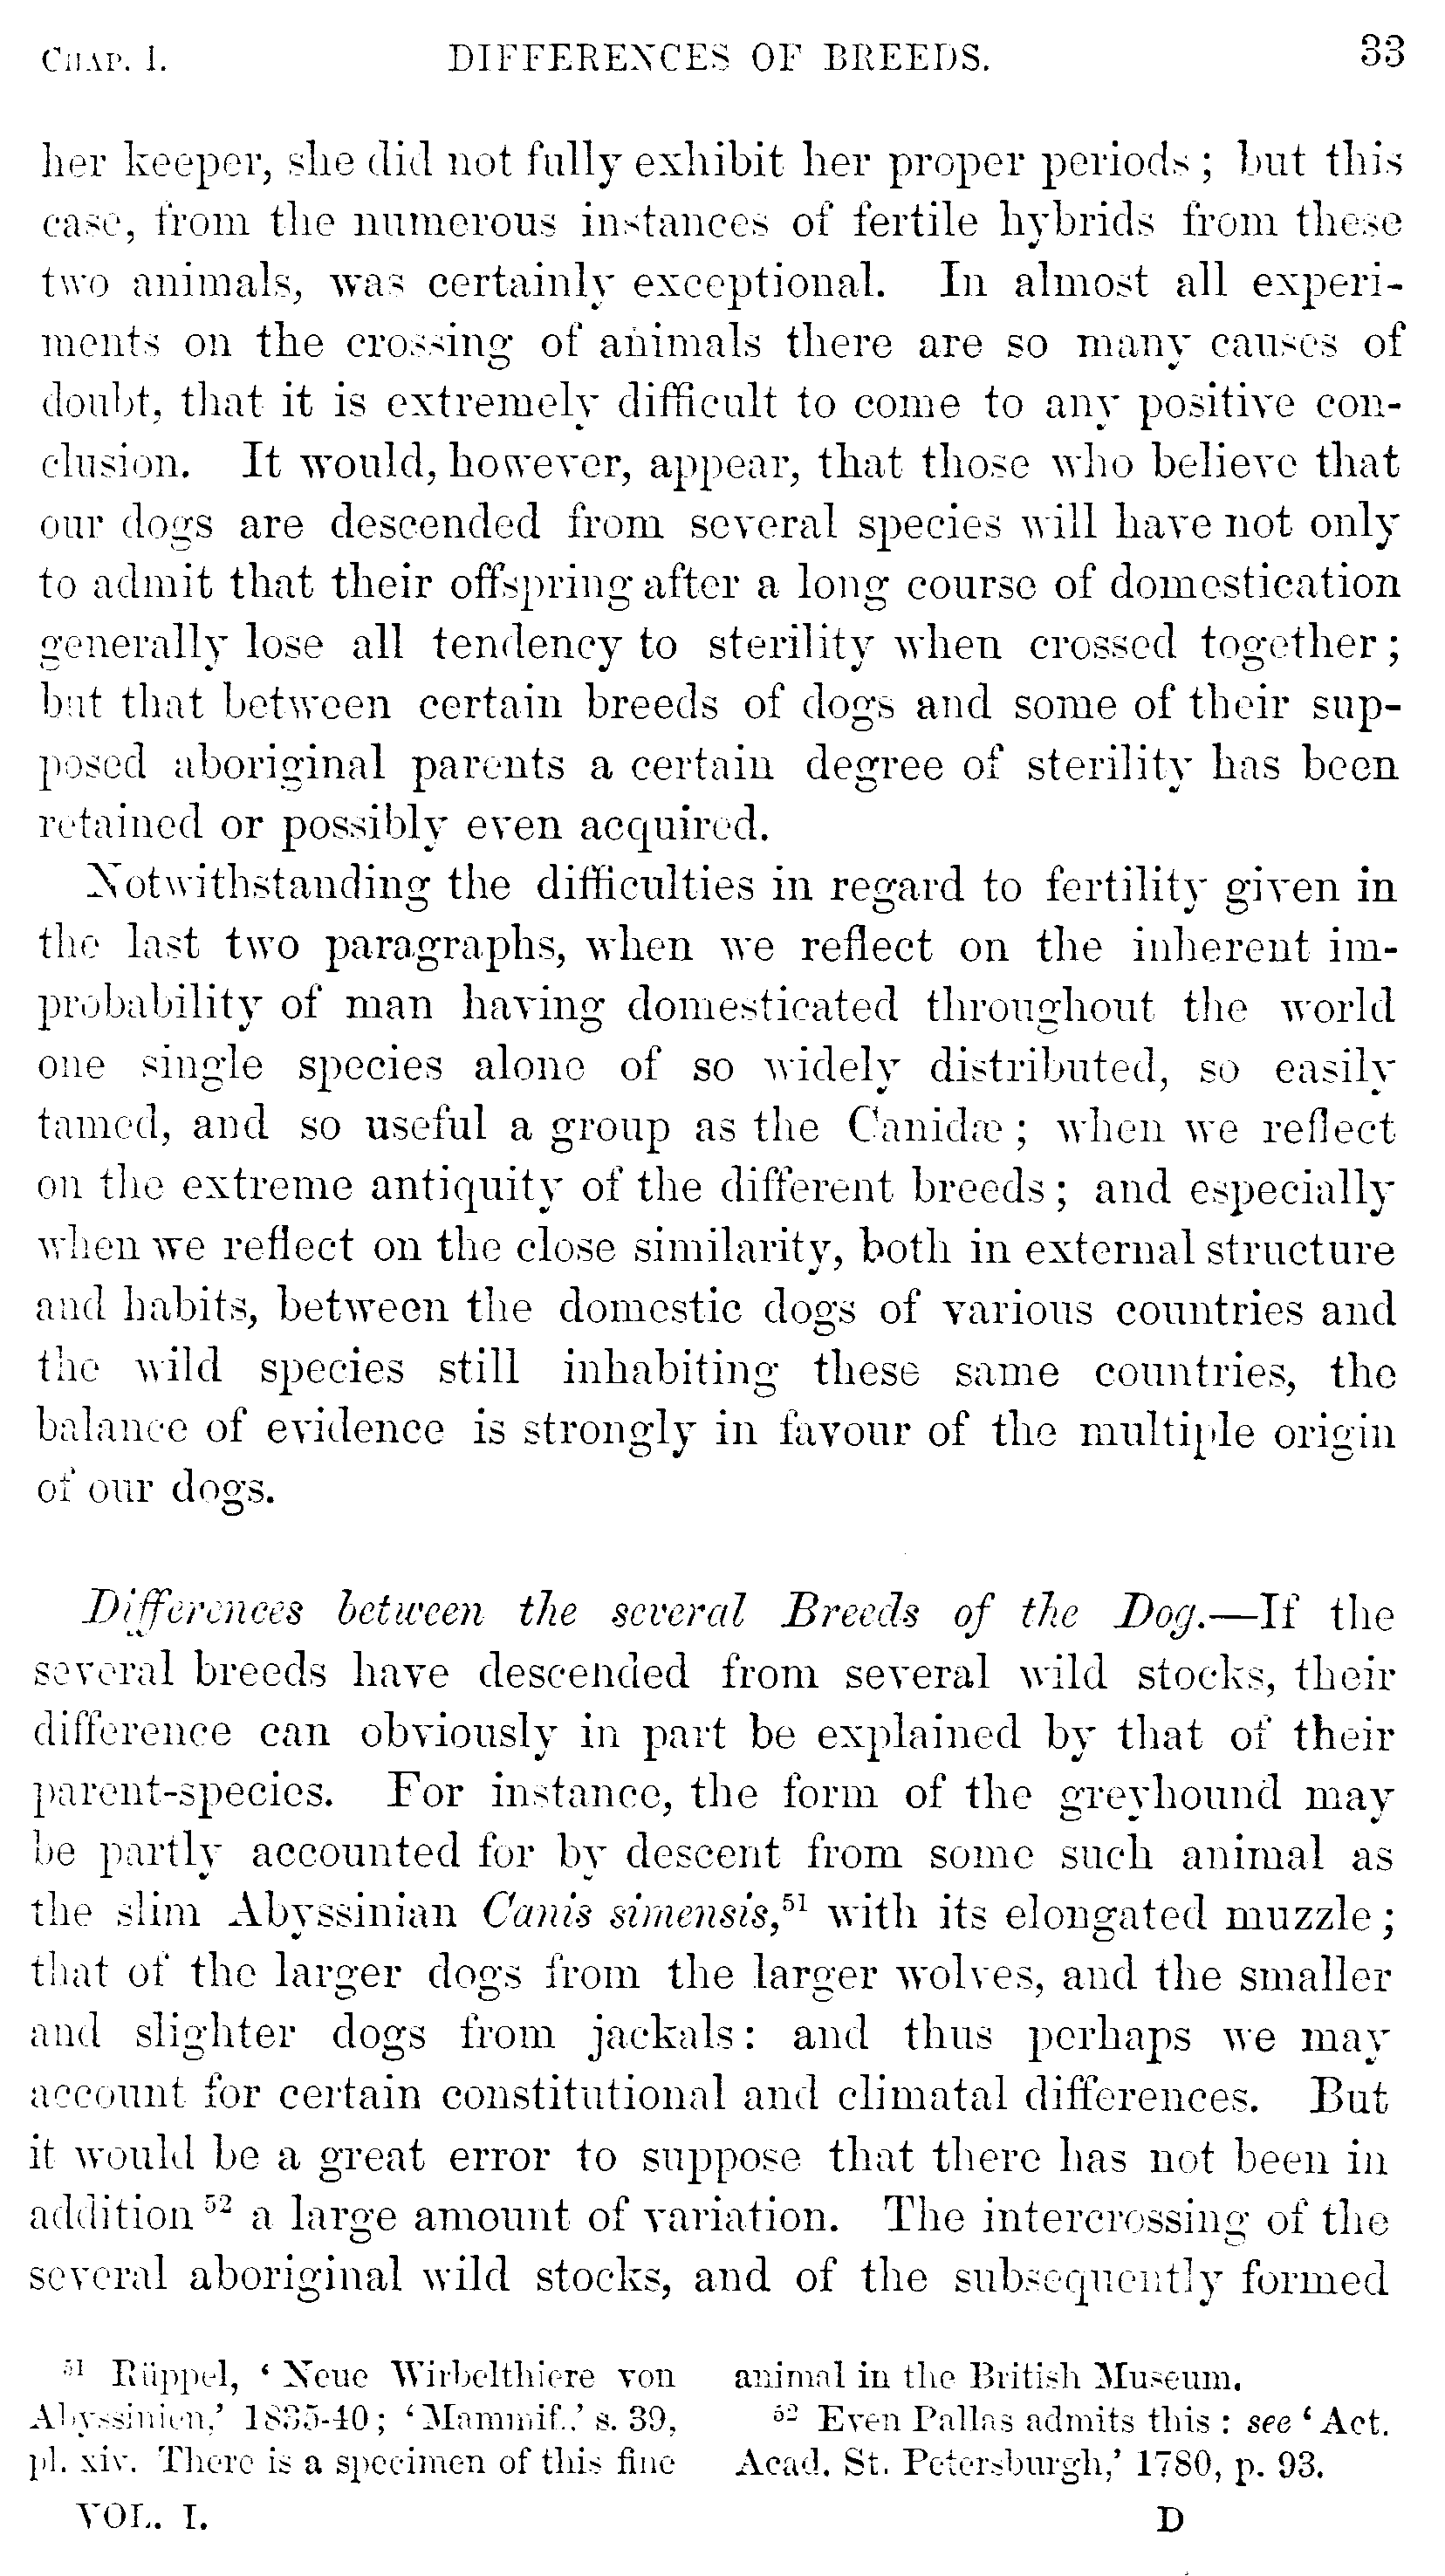 CHAP. I. DIFFERENCES OF BREEDS. 33
her keeper, she did not fully exhibit her proper periods; but this
case, from the numerous instances of fertile hybrids from these
two animals, was certainly exceptional. In almost all experi-
ments on the crossing of animals there are so many causes of
doubt, that it is extremely difficult to come to any positive con-
clusion. It would, however, appear, that those who believe that
our dogs are descended from several species will have not only
to admit that their offspring after a long course of domestication
generally lose all tendency to sterility when crossed together;
but that between certain breeds of dogs and some of their sup-
posed aboriginal parents a certain degree of sterility has been
retained or possibly even acquired.
Notwithstanding the difficulties in regard to fertility given in
the last two paragraphs, when we reflect on the inherent im-
probability of man having domesticated throughout the world
one single species alone of so widely distributed, so easily
tamed, and so useful a group as the Canidæ; when we reflect
on the extreme antiquity of the different breeds; and especially
when we reflect on the close similarity, both in external structure
and habits, between the domestic dogs of various countries and
the wild species still inhabiting these same countries, the
balance of evidence is strongly in favour of the multiple origin
of our dogs.
Differences between the several Breeds of the Dog.—If the
several breeds have descended from several wild stocks, their
difference can obviously in part be explained by that of their
parent-species. For instance, the form of the greyhound may
be partly accounted for by descent from some such animal as
the slim Abyssinian Canis simensis,51 with its elongated muzzle;
that of the larger dogs from the larger wolves, and the smaller
and slighter dogs from jackals: and thus perhaps we may
account for certain constitutional and climatal differences. But
it would be a great error to suppose that there has not been in
addition 52 a large amount of variation. The intercrossing of the
several aboriginal wild stocks, and of the subsequently formed
51 Rüppel, ‘Neue Wirbelthiere von
Abyssinien,’ 1835-40; ‘Mammif.,’ s. 39,
pl. xiv. There is a specimen of this fine
animal in the British Museum.
52 Even Pallas admits this: see ‘Act.
Acad. St. Petersburgh,’ 1780, p. 93.
VOL. I. D